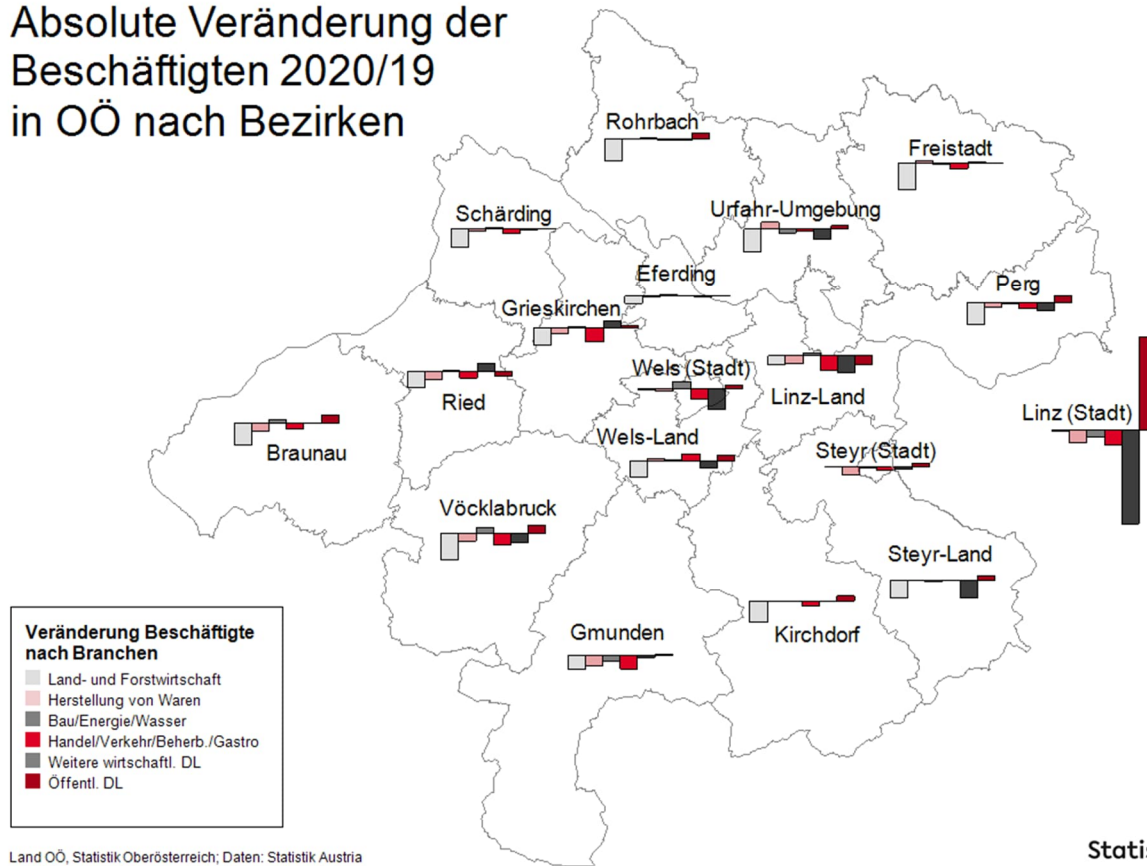 Absolute Veränderung der
Beschäftigten 2020/19
in OÖ nach Bezirken
Rohrbach
Freistadt
Schärding
Urfahr-Umgebung
Eferding
Perg
Grieskirchen
Wels (Stadt)
Linz-Land
Ried
Linz (Stadt)
Braunau
Wels-Land
Steyr (Stadt)
Vöcklabruck
Steyr-Land
Gmunden
Kirchdorf
Veränderung Beschäftigte
nach Branchen
Land- und Forstwirtschaft
Herstellung von Waren
Bau/Energie/Wasser
Handel/Verkehr/Beherb./Gastro
Weitere wirtschaftl. DL
Öffentl. DL
Land OÖ, Statistik Oberösterreich; Daten: Statistik Austria
Statis